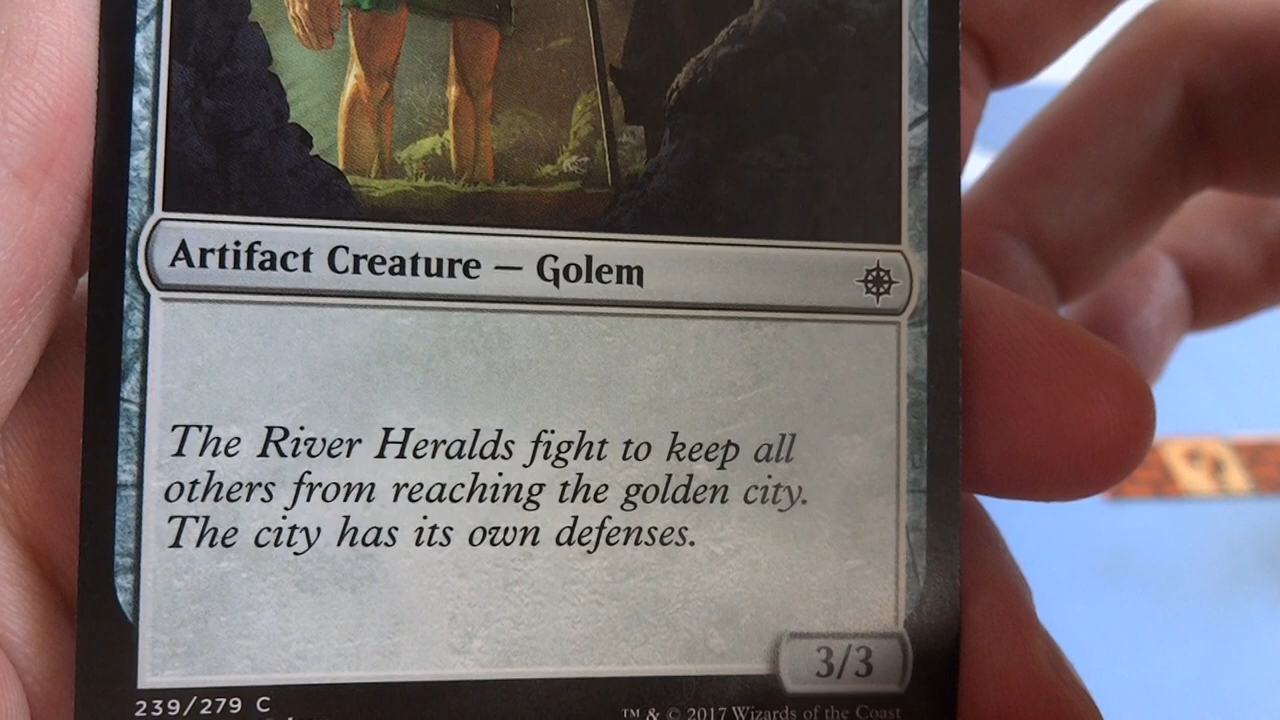 Artifact Creature — Golem
The River Heralds fight to keep all
others from reaching the golden city.
The city has its own defenses.
3/3
239/279 C
™ & © 2017 Wizards of the Coast